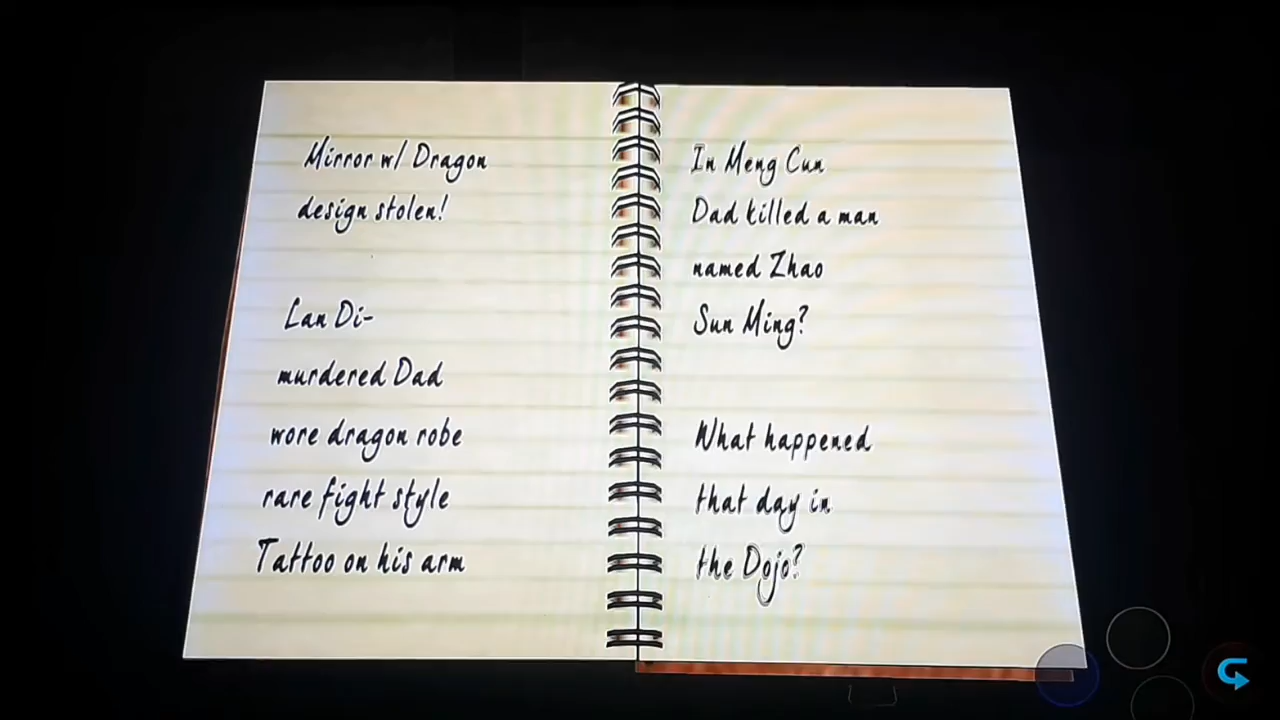 Mirror w/ Dragon
design stolen!
Lan Di-
murdered Dad
wore dragon robe
rare fight style
Tattoo on his arm
In Meng Cun
Dad killed a man
named Zhao
Sun Ming?
What happened
that day in
the Dojo?